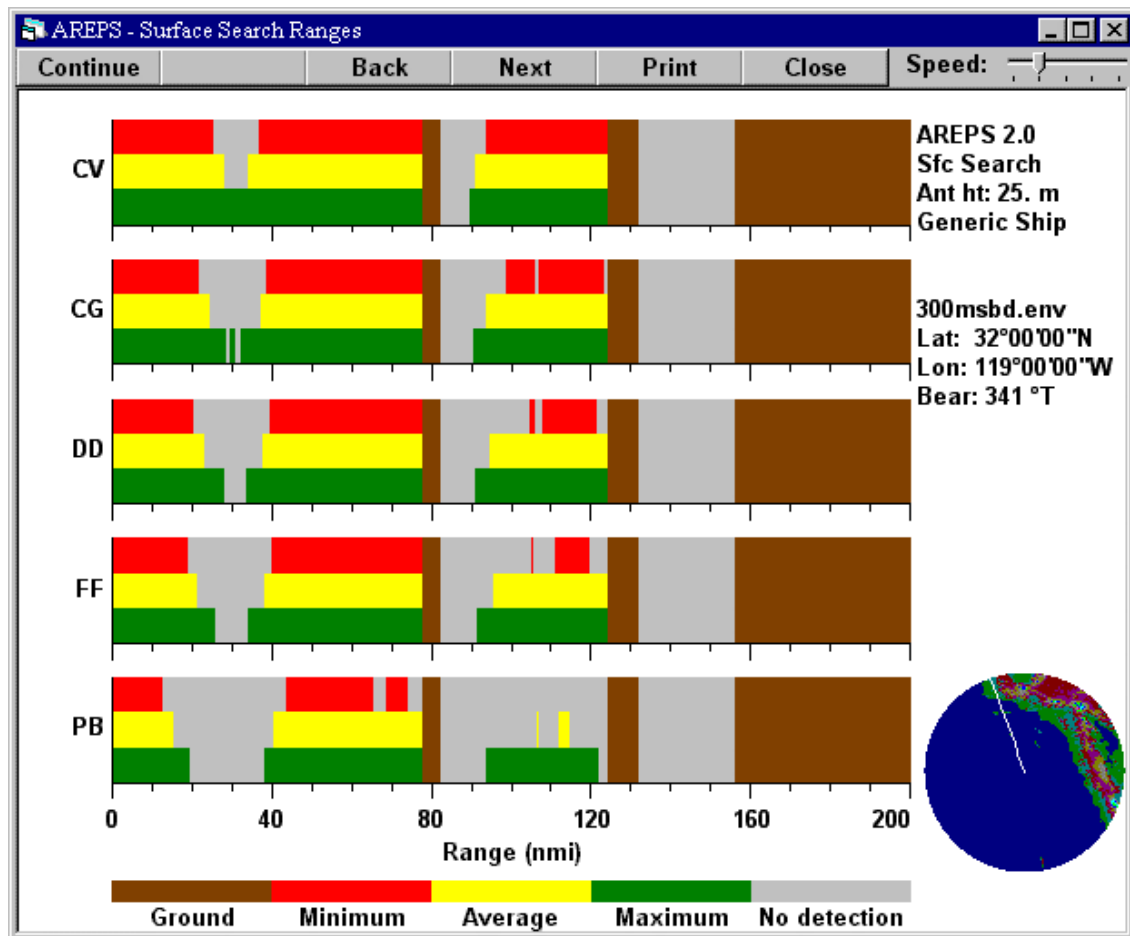 AREPS - Surface Search Ranges
Continue Back Next Print Close Speed:
CV
CG
DD
FF
PB
AREPS 2.0
Sfc Search
Ant ht: 25. m
Generic Ship
300msbd.env
Lat: 32°00'00"N
Lon: 119°00'00"W
Bear: 341 °T
0 40 80 120 160 200
Range (nmi)
Ground Minimum Average Maximum No detection